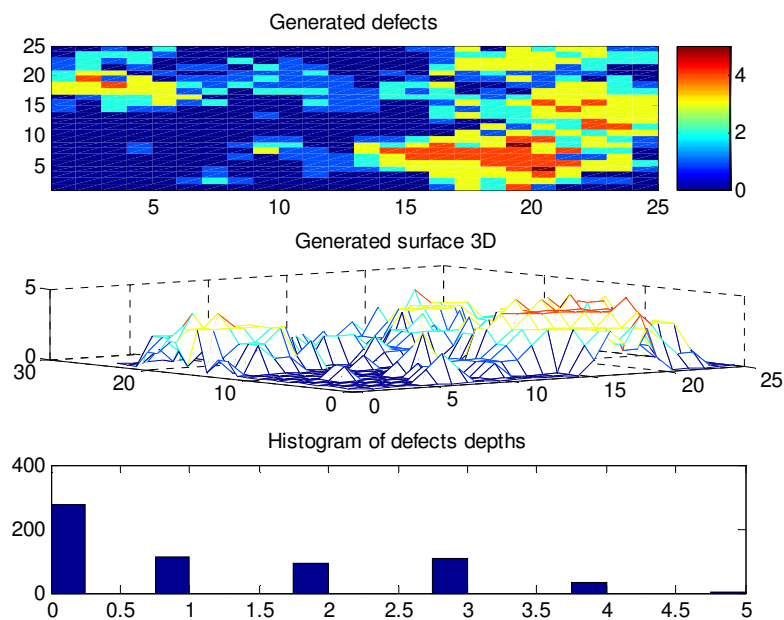 Generated defects
25
20
15
10
5
5 10 15 20 25
4
2
0
Generated surface 3D
5
0
30 20 10 0
0 5 10 15 20 25
Histogram of defects depths
400
200
0
0 0.5 1 1.5 2 2.5 3 3.5 4 4.5 5